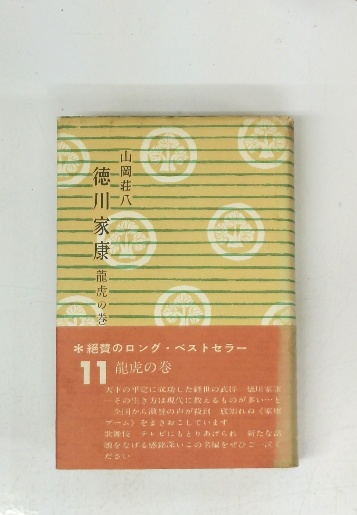 山岡荘八
徳川家康
龍虎の巻
＊絶賛のロング・ベストセラー
11 龍虎の巻
天下の平定に成功した経世の武将 徳川家康
―その生き方は現代に教えるものが多い…と
全国から激賛の声が殺到 底知れぬ《家康
ブーム》をまきおこしています
歌舞伎 テレビにもとりあげられ 新たな話
題をなげる感銘深いこの名編をぜひご一読く
ださい